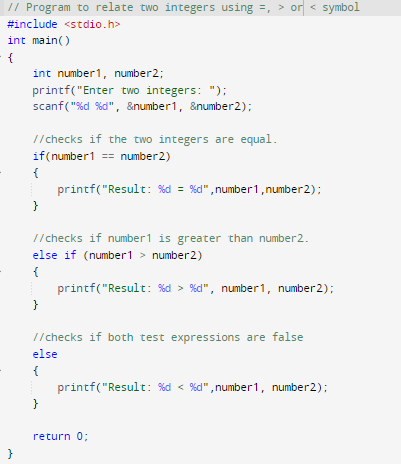 // Program to relate two integers using =, > or < symbol
#include <stdio.h>
int main()
{
int number1, number2;
printf("Enter two integers: ");
scanf("%d %d", &number1, &number2);
//checks if the two integers are equal.
if(number1 == number2)
{
printf("Result: %d = %d",number1,number2);
}
//checks if number1 is greater than number2.
else if (number1 > number2)
{
printf("Result: %d > %d", number1, number2);
}
//checks if both test expressions are false
else
{
printf("Result: %d < %d",number1, number2);
}
return 0;
}